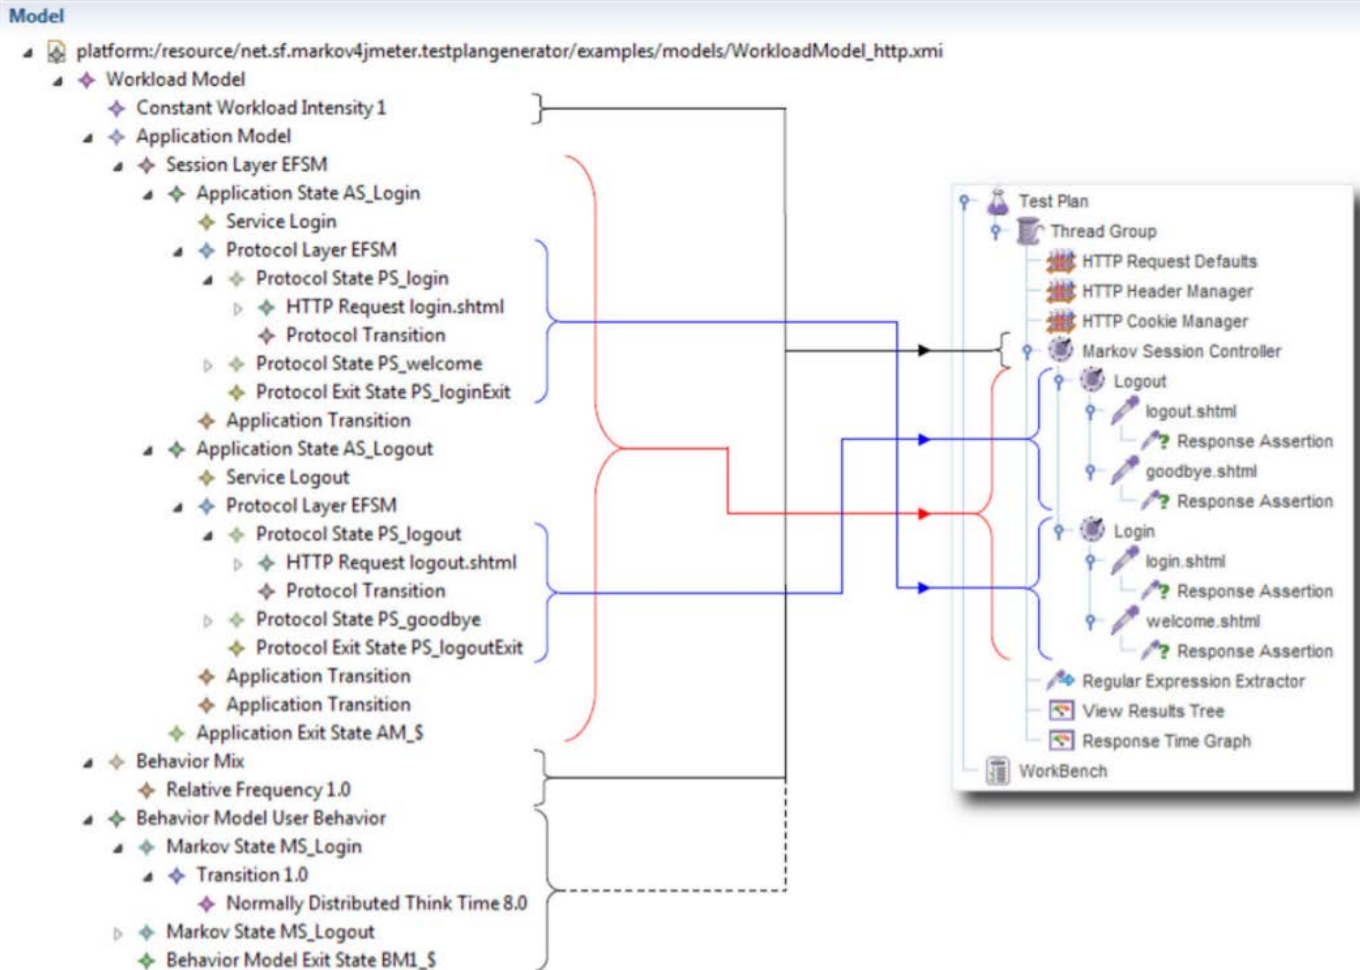 Model
platform:/resource/net.sf.markov4jmeter.testplangenerator/examples/models/WorkloadModel_http.xmi
Workload Model
Constant Workload Intensity 1
Application Model
Session Layer EFSM
Application State AS_Login
Service Login
Protocol Layer EFSM
Protocol State PS_login
HTTP Request login.shtml
Protocol Transition
Protocol State PS_welcome
Protocol Exit State PS_loginExit
Application Transition
Application State AS_Logout
Service Logout
Protocol Layer EFSM
Protocol State PS_logout
HTTP Request logout.shtml
Protocol Transition
Protocol State PS_goodbye
Protocol Exit State PS_logoutExit
Application Transition
Application Transition
Application Exit State AM_$
Behavior Mix
Relative Frequency 1.0
Behavior Model User Behavior
Markov State MS_Login
Transition 1.0
Normally Distributed Think Time 8.0
Markov State MS_Logout
Behavior Model Exit State BM1_$
Test Plan
Thread Group
HTTP Request Defaults
HTTP Header Manager
HTTP Cookie Manager
Markov Session Controller
Logout
logout.shtml
Response Assertion
goodbye.shtml
Response Assertion
Login
login.shtml
Response Assertion
welcome.shtml
Response Assertion
Regular Expression Extractor
View Results Tree
Response Time Graph
WorkBench